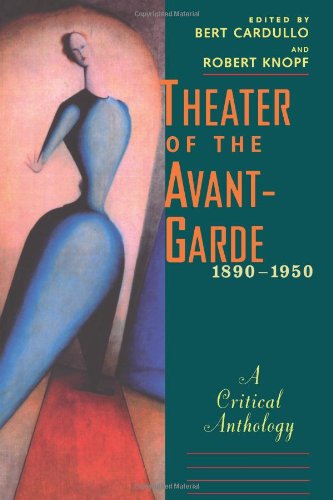 EDITED BY
BERT CARDULLO
AND
ROBERT KNOPF
THEATER
OF THE
AVANT-
GARDE
1890–1950
A
Critical
Anthology